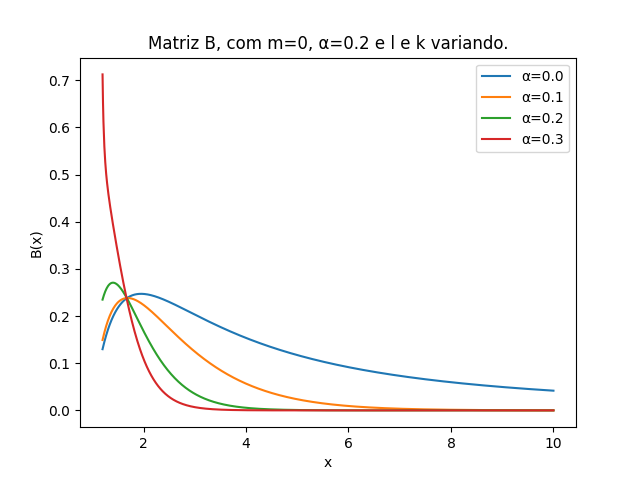 Matriz B, com m=0, α=0.2 e l e k variando.
α=0.0
α=0.1
α=0.2
α=0.3
B(x)
0.7
0.6
0.5
0.4
0.3
0.2
0.1
0.0
2 4 6 8 10
x